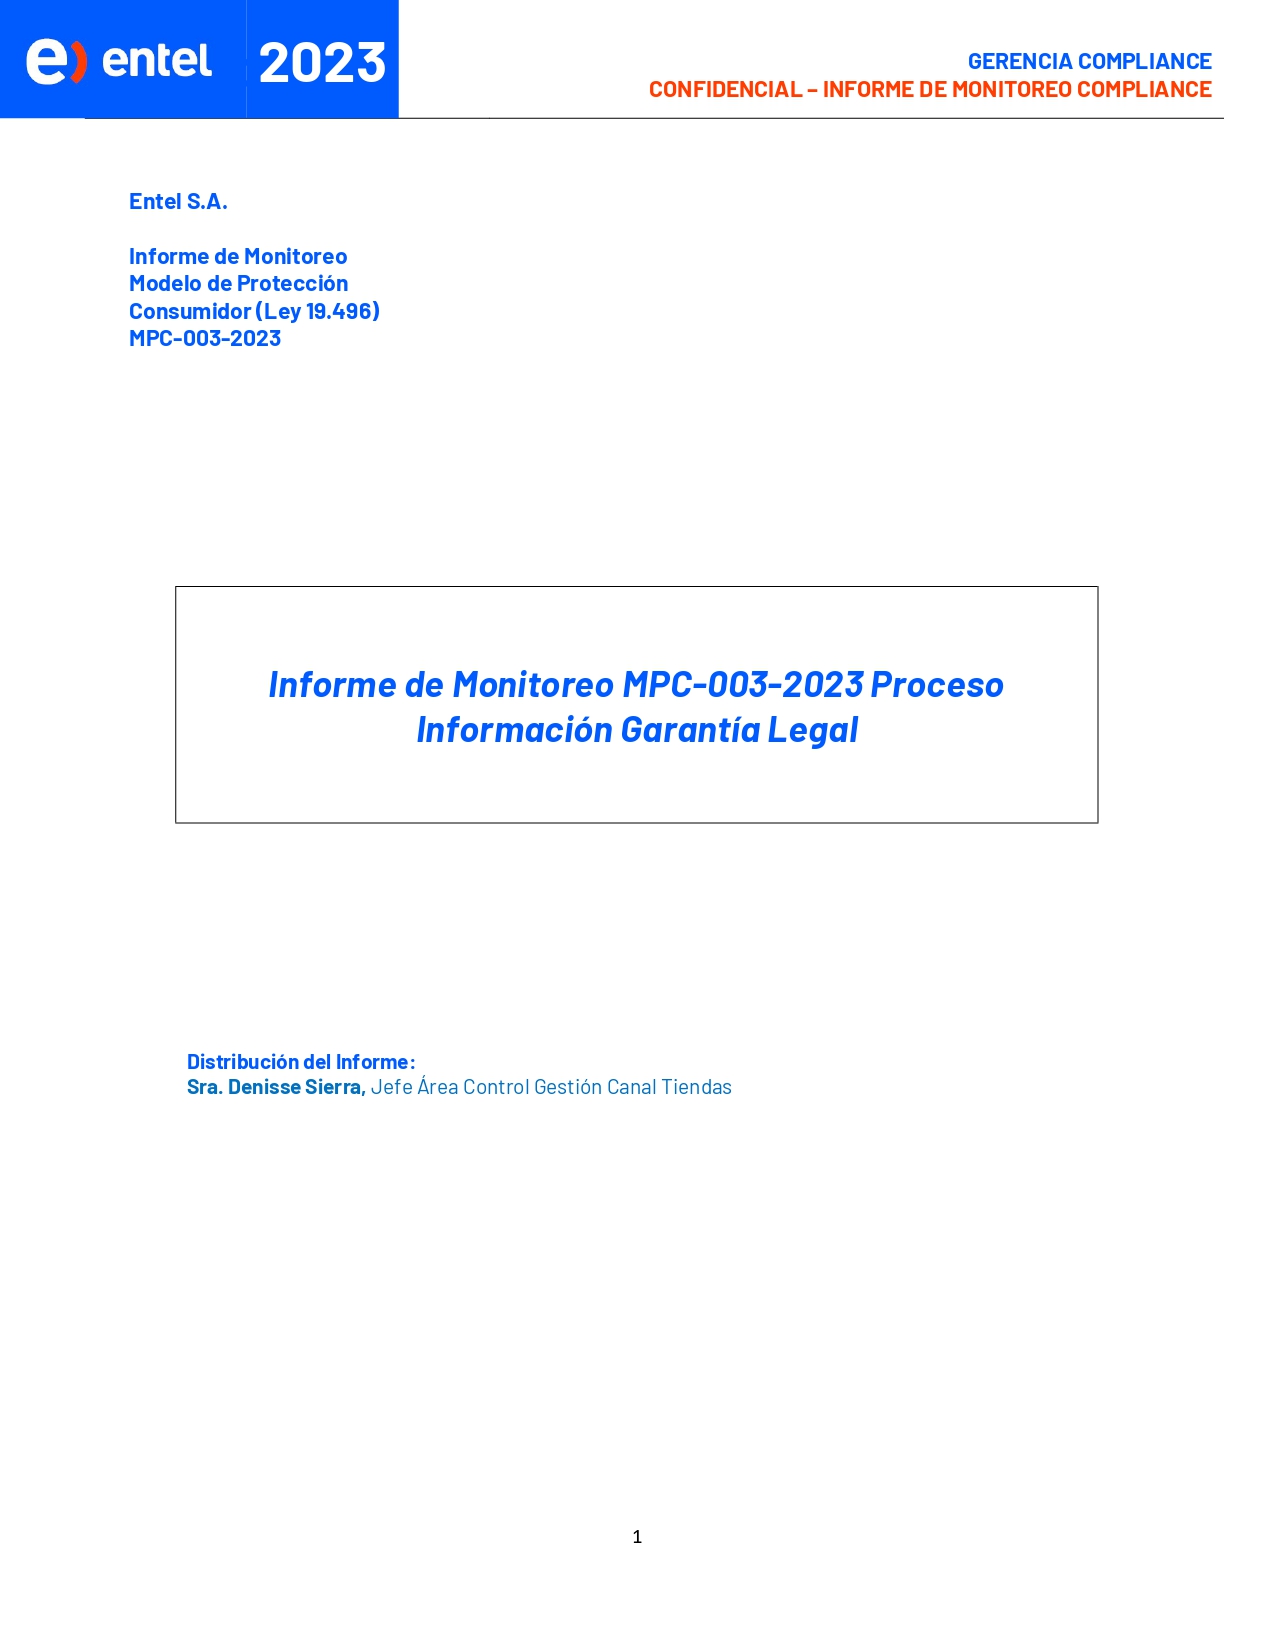 e) entel 2023
GERENCIA COMPLIANCE
CONFIDENCIAL – INFORME DE MONITOREO COMPLIANCE
Entel S.A.
Informe de Monitoreo
Modelo de Protección
Consumidor (Ley 19.496)
MPC-003-2023
Informe de Monitoreo MPC-003-2023 Proceso
Información Garantía Legal
Distribución del Informe:
Sra. Denisse Sierra, Jefe Área Control Gestión Canal Tiendas
1